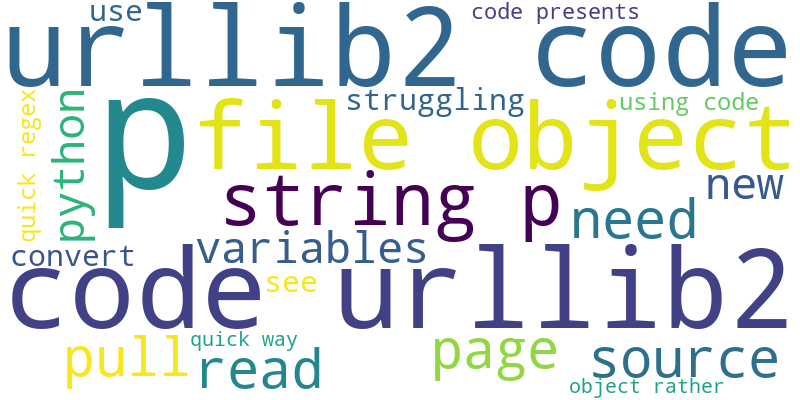 use
code presents
urllib2 code
quick regex
python
p
struggling
using code
file object
string p
need
new
convert
variables
code urllib2
see
pull
quick way
read
page
source
object rather